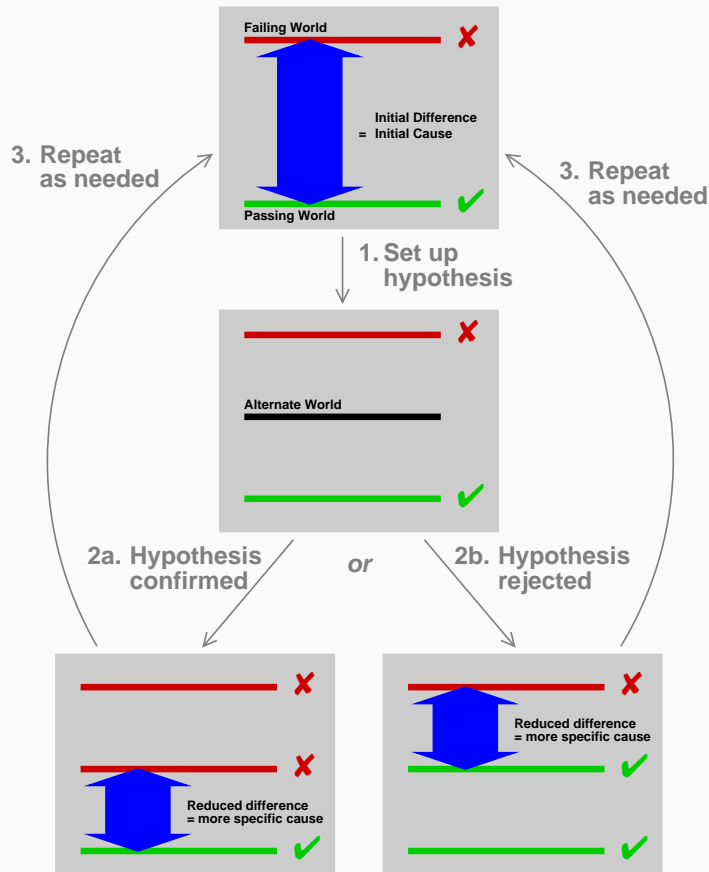 Failing World
Initial Difference
= Initial Cause
Passing World
3. Repeat
as needed
3. Repeat
as needed
1. Set up
hypothesis
Alternate World
2a. Hypothesis
confirmed
or
2b. Hypothesis
rejected
Reduced difference
= more specific cause
Reduced difference
= more specific cause